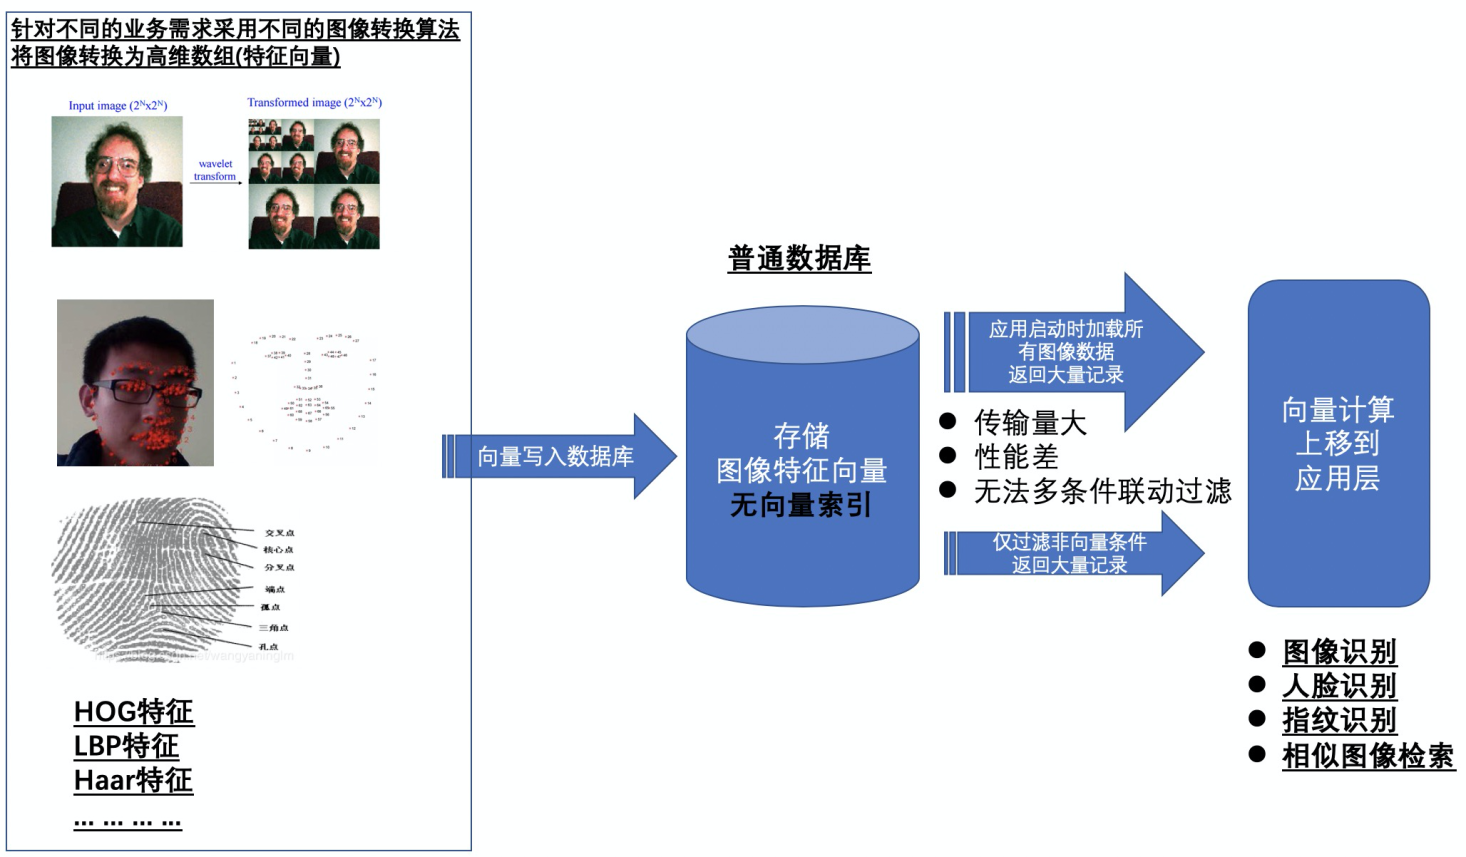 针对不同的业务需求采用不同的图像转换算法
将图像转换为高维数组(特征向量)
Input image (2ᴺx2ᴺ)
Transformed image (2ᴺx2ᴺ)
wavelet
transform
交叉点
核心点
分叉点
端点
孤点
三角点
孔点
HOG特征
LBP特征
Haar特征
... ... ... ...
向量写入数据库
普通数据库
存储
图像特征向量
无向量索引
应用启动时加载所
有图像数据
返回大量记录
● 传输量大
● 性能差
● 无法多条件联动过滤
仅过滤非向量条件
返回大量记录
向量计算
上移到
应用层
● 图像识别
● 人脸识别
● 指纹识别
● 相似图像检索